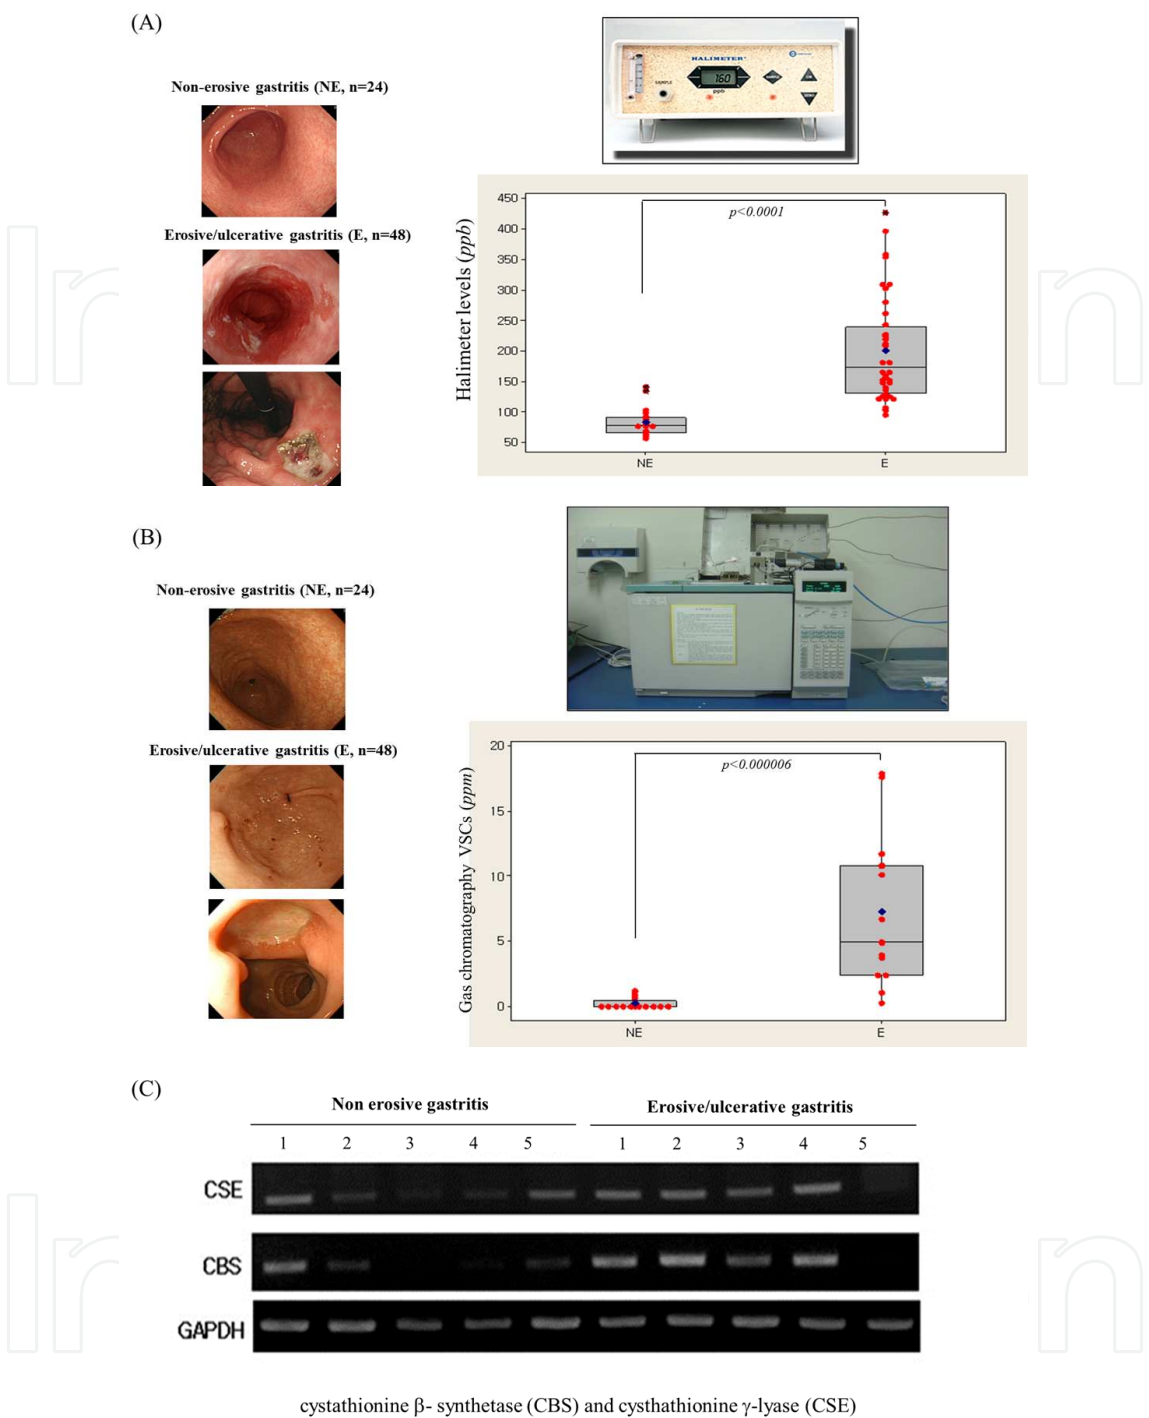 (A)
Non-erosive gastritis (NE, n=24)
Erosive/ulcerative gastritis (E, n=48)
HALIMETER
SAMPLE
160
ppb
Halimeter levels (ppb)
450
400
350
300
250
200
150
100
50
p<0.0001
NE
E
(B)
Non-erosive gastritis (NE, n=24)
Erosive/ulcerative gastritis (E, n=48)
Gas chromatography VSCs (ppm)
20
15
10
5
0
p<0.000006
NE
E
(C)
Non erosive gastritis
Erosive/ulcerative gastritis
1 2 3 4 5 1 2 3 4 5
CSE
CBS
GAPDH
cystathionine β- synthetase (CBS) and cysthathionine γ-lyase (CSE)